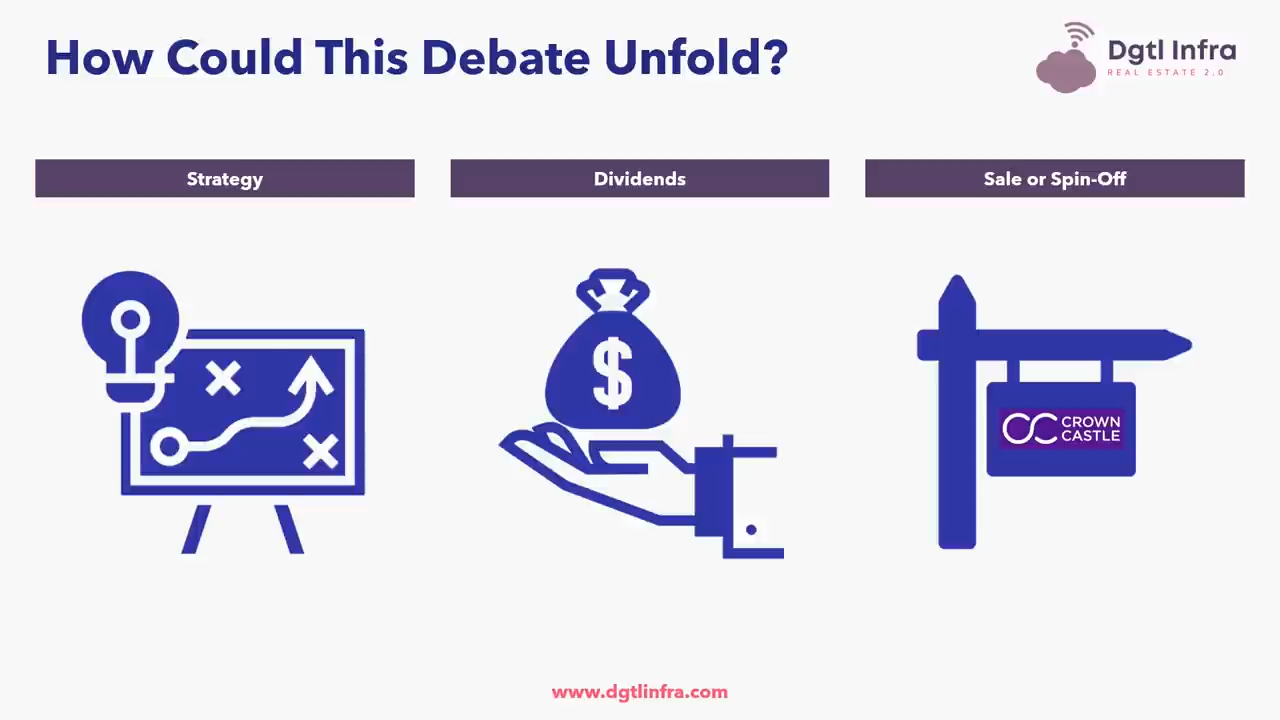 How Could This Debate Unfold?
Dgtl Infra
REAL ESTATE 2.0
Strategy
Dividends
Sale or Spin-Off
$
CROWN
CASTLE
www.dgtlinfra.com